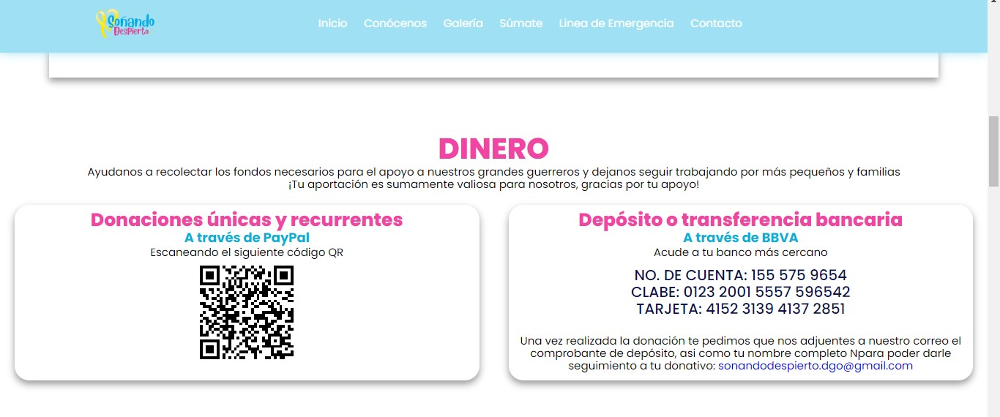 Soñando
Despierto
Inicio Conócenos Galería Súmate Linea de Emergencia Contacto
DINERO
Ayudanos a recolectar los fondos necesarios para el apoyo a nuestros grandes guerreros y dejanos seguir trabajando por más pequeños y familias
¡Tu aportación es sumamente valiosa para nosotros, gracias por tu apoyo!
Donaciones únicas y recurrentes
A través de PayPal
Escaneando el siguiente código QR
Depósito o transferencia bancaria
A través de BBVA
Acude a tu banco más cercano
NO. DE CUENTA: 155 575 9654
CLABE: 0123 2001 5557 596542
TARJETA: 4152 3139 4137 2851
Una vez realizada la donación te pedimos que nos adjuentes a nuestro correo el
comprobante de depósito, asi como tu nombre completo Npara poder darle
seguimiento a tu donativo: sonandodespierto.dgo@gmail.com